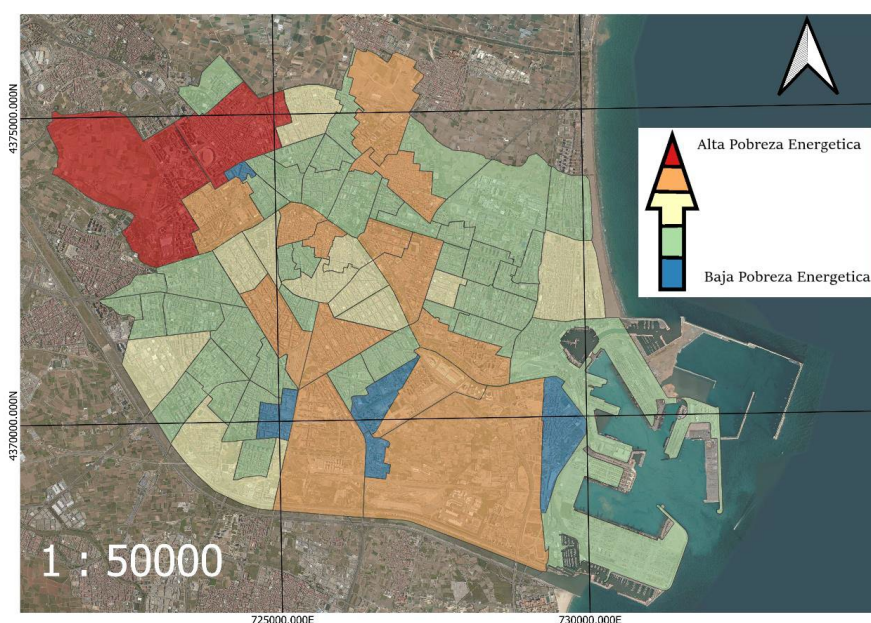 4375000.000N
Alta Pobreza Energetica
Baja Pobreza Energetica
4370000.000N
1 : 50000
725000.000E
730000.000E